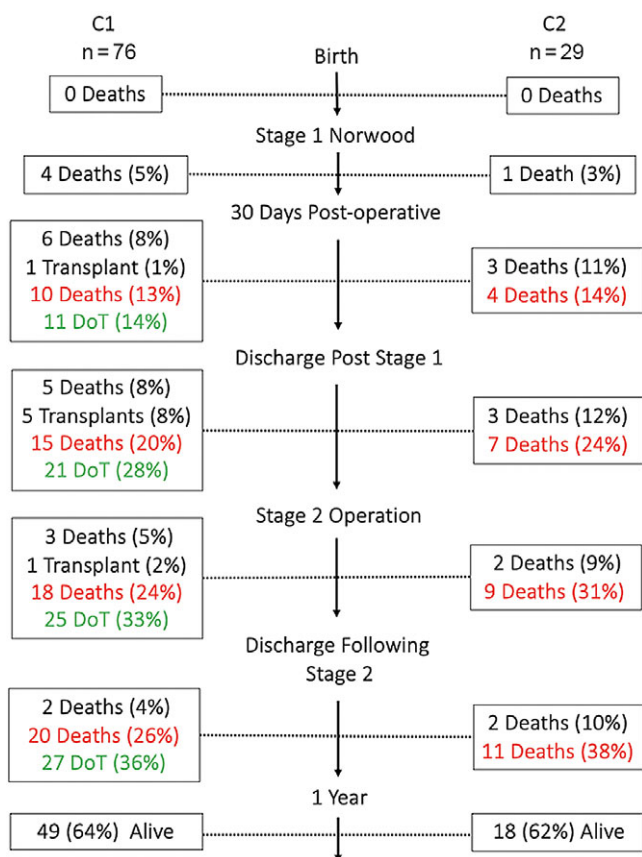 C1
n = 76
C2
n = 29
Birth
0 Deaths
0 Deaths
Stage 1 Norwood
4 Deaths (5%)
1 Death (3%)
30 Days Post-operative
6 Deaths (8%)
1 Transplant (1%)
10 Deaths (13%)
11 DoT (14%)
3 Deaths (11%)
4 Deaths (14%)
Discharge Post Stage 1
5 Deaths (8%)
5 Transplants (8%)
15 Deaths (20%)
21 DoT (28%)
3 Deaths (12%)
7 Deaths (24%)
Stage 2 Operation
3 Deaths (5%)
1 Transplant (2%)
18 Deaths (24%)
25 DoT (33%)
2 Deaths (9%)
9 Deaths (31%)
Discharge Following
Stage 2
2 Deaths (4%)
20 Deaths (26%)
27 DoT (36%)
2 Deaths (10%)
11 Deaths (38%)
1 Year
49 (64%) Alive
18 (62%) Alive